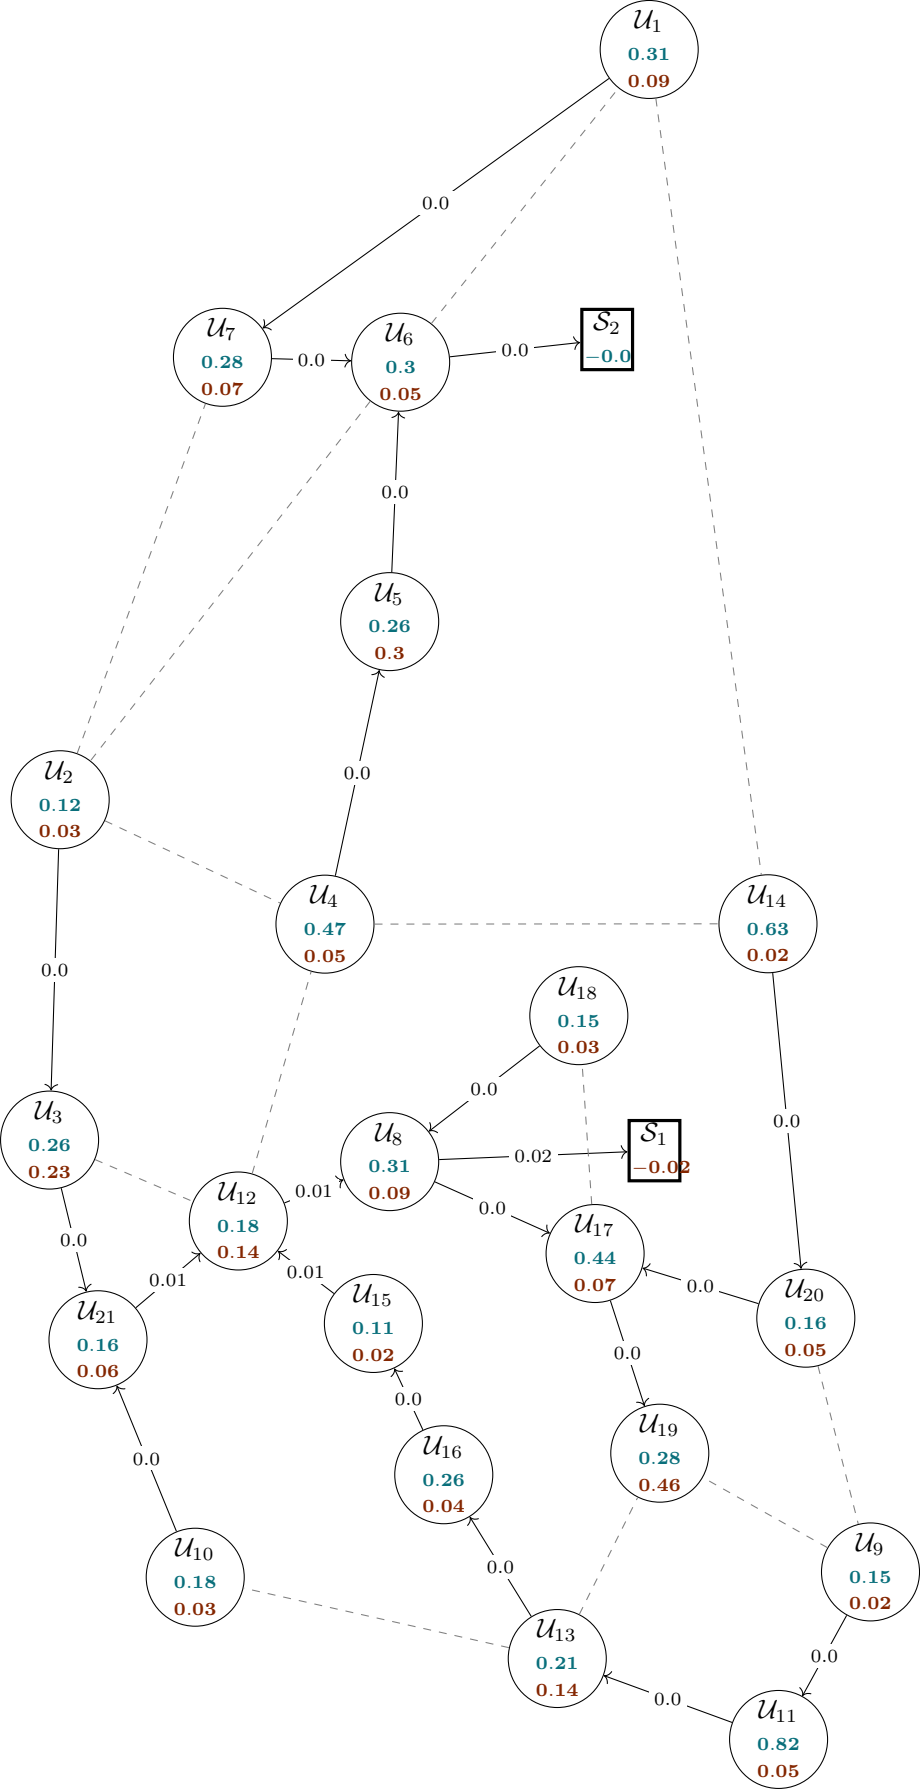 𝒰1
0.31
0.09
0.0
𝒰7
0.28
0.07
0.0
𝒰6
0.3
0.05
0.0
𝒮2
−0.0
0.0
𝒰5
0.26
0.3
0.0
𝒰2
0.12
0.03
𝒰4
0.47
0.05
𝒰14
0.63
0.02
0.0
𝒰18
0.15
0.03
0.0
𝒰3
0.26
0.23
𝒰8
0.31
0.09
0.02
𝒮1
−0.02
0.0
𝒰12
0.18
0.14
0.01
0.0
𝒰17
0.44
0.07
0.0
0.01
0.01
0.0
𝒰21
0.16
0.06
𝒰15
0.11
0.02
𝒰20
0.16
0.05
0.0
0.0
𝒰19
0.28
0.46
𝒰16
0.26
0.04
0.0
𝒰10
0.18
0.03
0.0
𝒰9
0.15
0.02
𝒰13
0.21
0.14
0.0
0.0
𝒰11
0.82
0.05